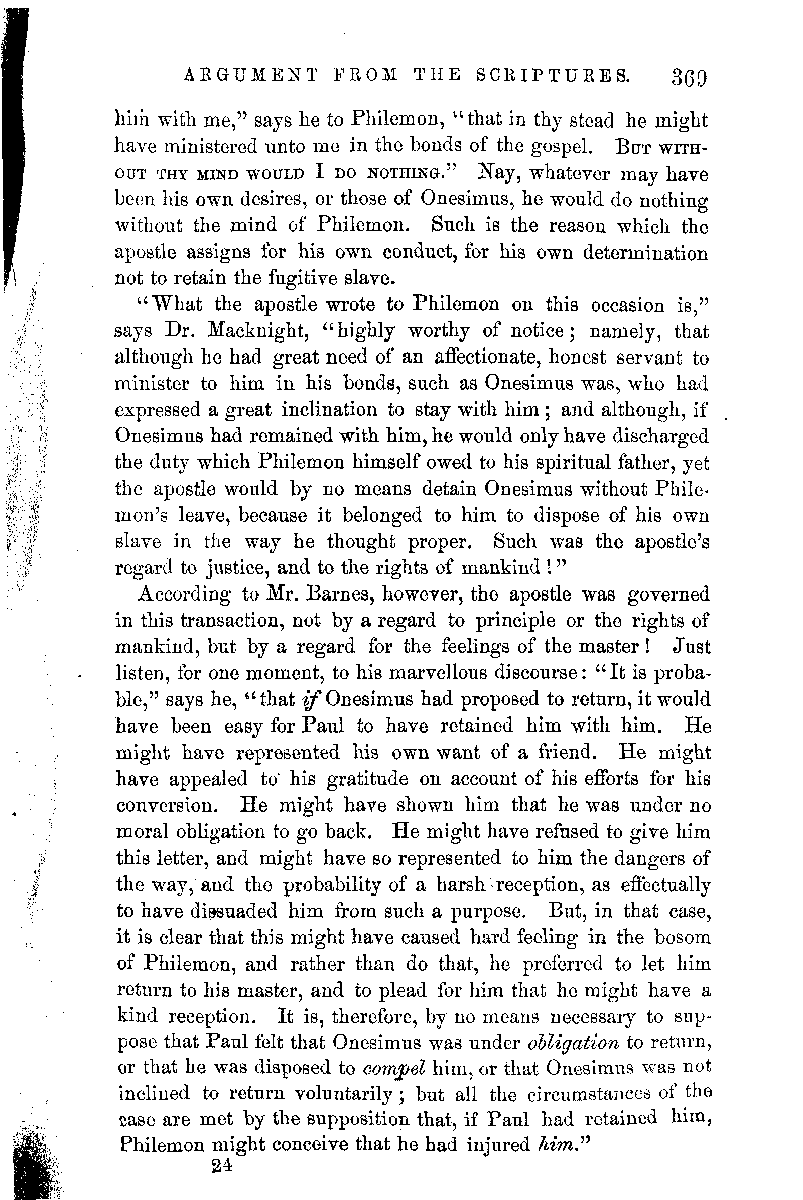 ARGUMENT FROM THE SCRIPTURES. 369
him with me,” says he to Philemon, “that in thy stead he might
have ministered unto me in the bonds of the gospel. BUT WITH-
OUT THY MIND WOULD I DO NOTHING.” Nay, whatever may have
been his own desires, or those of Onesimus, he would do nothing
without the mind of Philemon. Such is the reason which the
apostle assigns for his own conduct, for his own determination
not to retain the fugitive slave.
“What the apostle wrote to Philemon on this occasion is,”
says Dr. Macknight, “highly worthy of notice; namely, that
although he had great need of an affectionate, honest servant to
minister to him in his bonds, such as Onesimus was, who had
expressed a great inclination to stay with him; and although, if
Onesimus had remained with him, he would only have discharged
the duty which Philemon himself owed to his spiritual father, yet
the apostle would by no means detain Onesimus without Phile-
mon’s leave, because it belonged to him to dispose of his own
slave in the way he thought proper. Such was the apostle’s
regard to justice, and to the rights of mankind!”
According to Mr. Barnes, however, the apostle was governed
in this transaction, not by a regard to principle or the rights of
mankind, but by a regard for the feelings of the master! Just
listen, for one moment, to his marvellous discourse: “It is proba-
ble,” says he, “that if Onesimus had proposed to return, it would
have been easy for Paul to have retained him with him. He
might have represented his own want of a friend. He might
have appealed to his gratitude on account of his efforts for his
conversion. He might have shown him that he was under no
moral obligation to go back. He might have refused to give him
this letter, and might have so represented to him the dangers of
the way, and the probability of a harsh reception, as effectually
to have dissuaded him from such a purpose. But, in that case,
it is clear that this might have caused hard feeling in the bosom
of Philemon, and rather than do that, he preferred to let him
return to his master, and to plead for him that he might have a
kind reception. It is, therefore, by no means necessary to sup-
pose that Paul felt that Onesimus was under obligation to return,
or that he was disposed to compel him, or that Onesimus was not
inclined to return voluntarily; but all the circumstances of the
case are met by the supposition that, if Paul had retained him,
Philemon might conceive that he had injured him.”
24